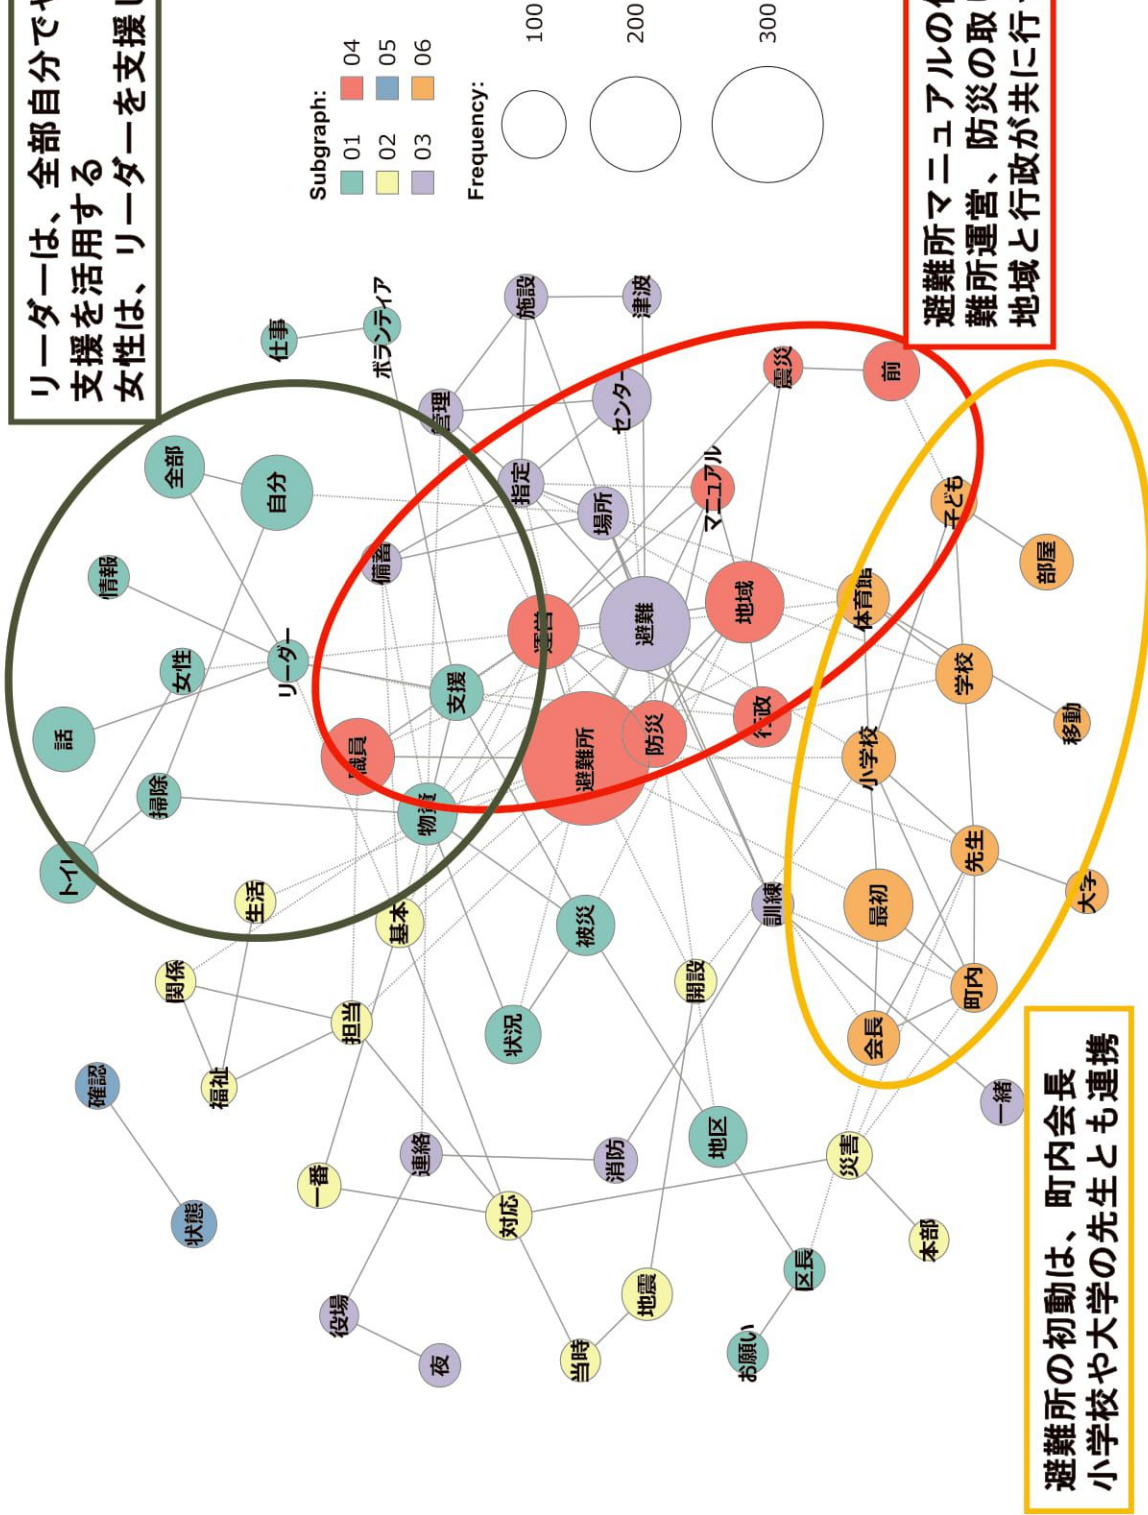 リーダーは、全部自分で
支援を活用する
女性は、リーダーを支援し
話
トイレ
確認
情報
掃除
女性
関係
全部
状態
福祉
生活
自分
リーダー
仕事
一番
役場
担当
職員
備蓄
ボランティア
基本
連絡
物資
管理
夜
支援
対応
状況
指定
施設
運営
当時
被災
避難所
場所
消防
センター
津波
避難
地震
防災
開設
マニュアル
地区
地域
お願い
行政
訓練
震災
区長
災害
会長
小学校
体育館
最初
前
本部
町内
先生
学校
子ども
一緒
部屋
移動
大学
Subgraph:
01 04
02 05
03 06
Frequency:
100
200
300
避難所マニュアルの
難所運営、防災の取
地域と行政が共に行
避難所の初動は、町内会長
小学校や大学の先生とも連携